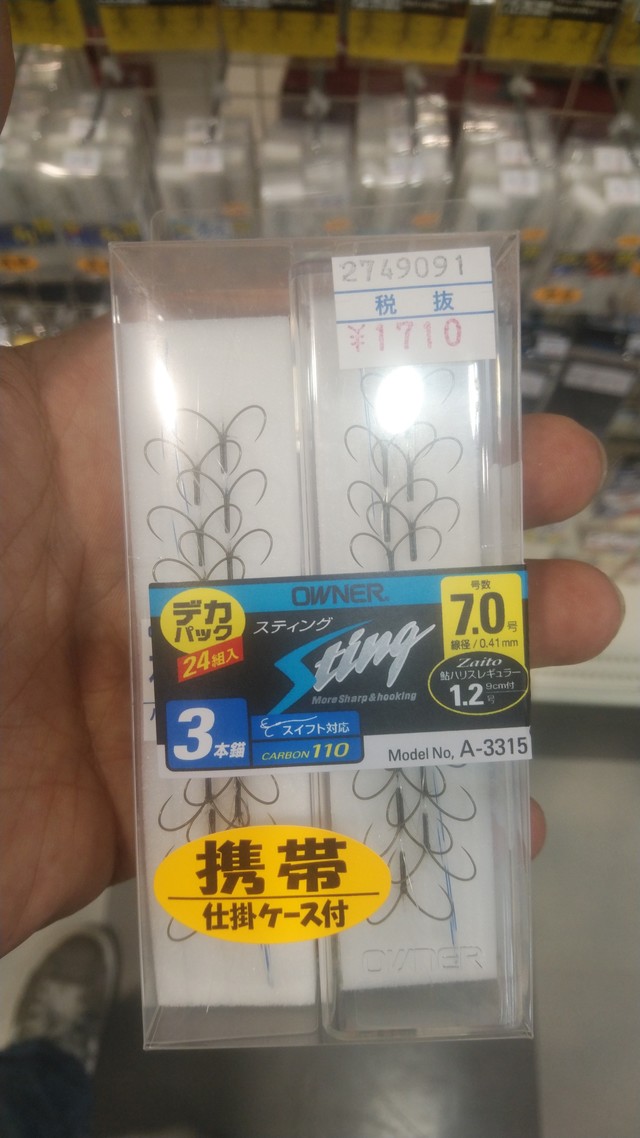 2749091
税 抜
¥1710
OWNER
デカ
パック
24組入
スティング
Sting
More Sharp & hooking
号数
7.0号
線径 / 0.41mm
Zaito
鮎ハリスレギュラー
1.2号 9cm付
3本錨
スイフト対応
CARBON 110
Model No, A-3315
携帯
仕掛ケース付
OWNER